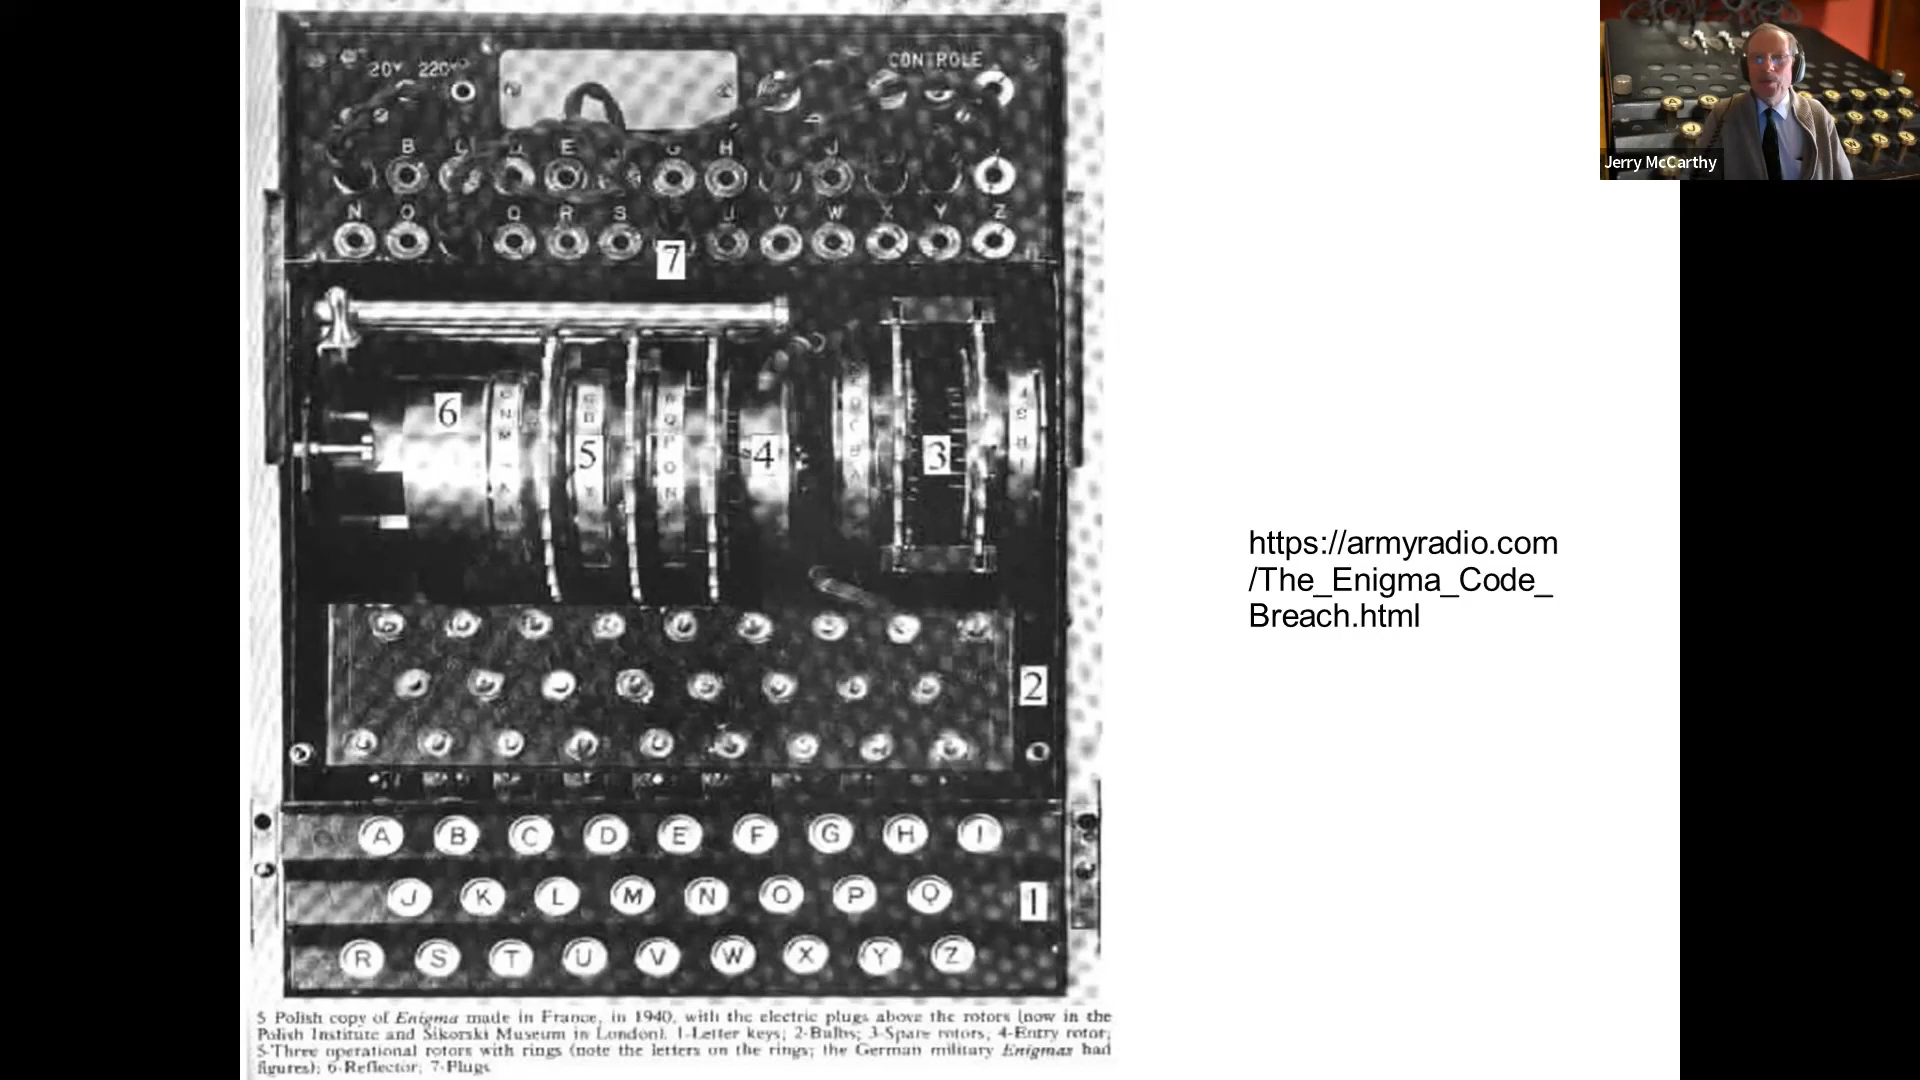 20V 220V
CONTROLE
B E G H J
N O Q R S U V W X Y Z
7
6
5
4
3
2
A B C D E F G H I
J K L M N O P Q
1
R S T U V W X Y Z
5 Polish copy of Enigma made in France, in 1940, with the electric plugs above the rotors (now in the
Polish Institute and Sikorski Museum in London). 1-Letter keys; 2-Bulbs; 3-Spare rotors; 4-Entry rotor;
5-Three operational rotors with rings (note the letters on the rings; the German military Enigmas had
figures); 6-Reflector; 7-Plugs
https://armyradio.com
/The_Enigma_Code_
Breach.html
Jerry McCarthy